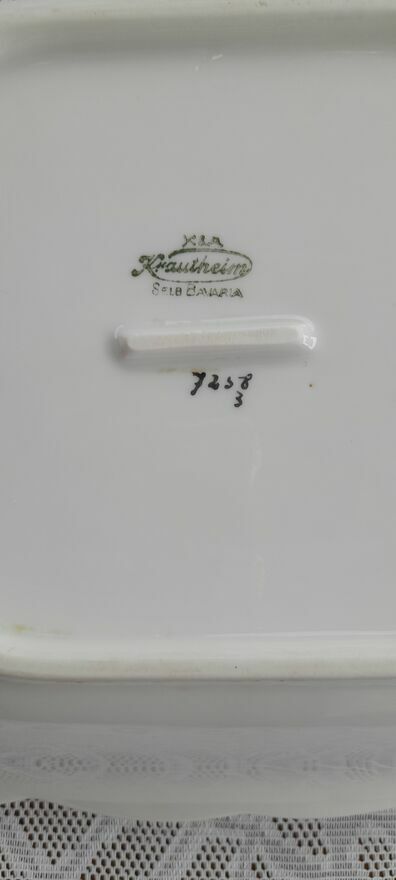 K&A
Krautheim
SELB BAVARIA
7258
3